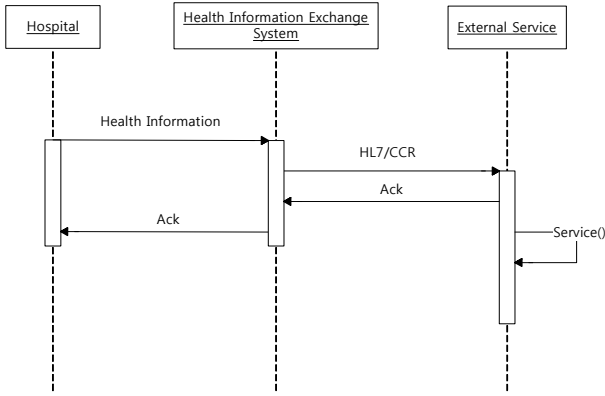 Hospital
Health Information Exchange
System
External Service
Health Information
HL7/CCR
Ack
Ack
Service()